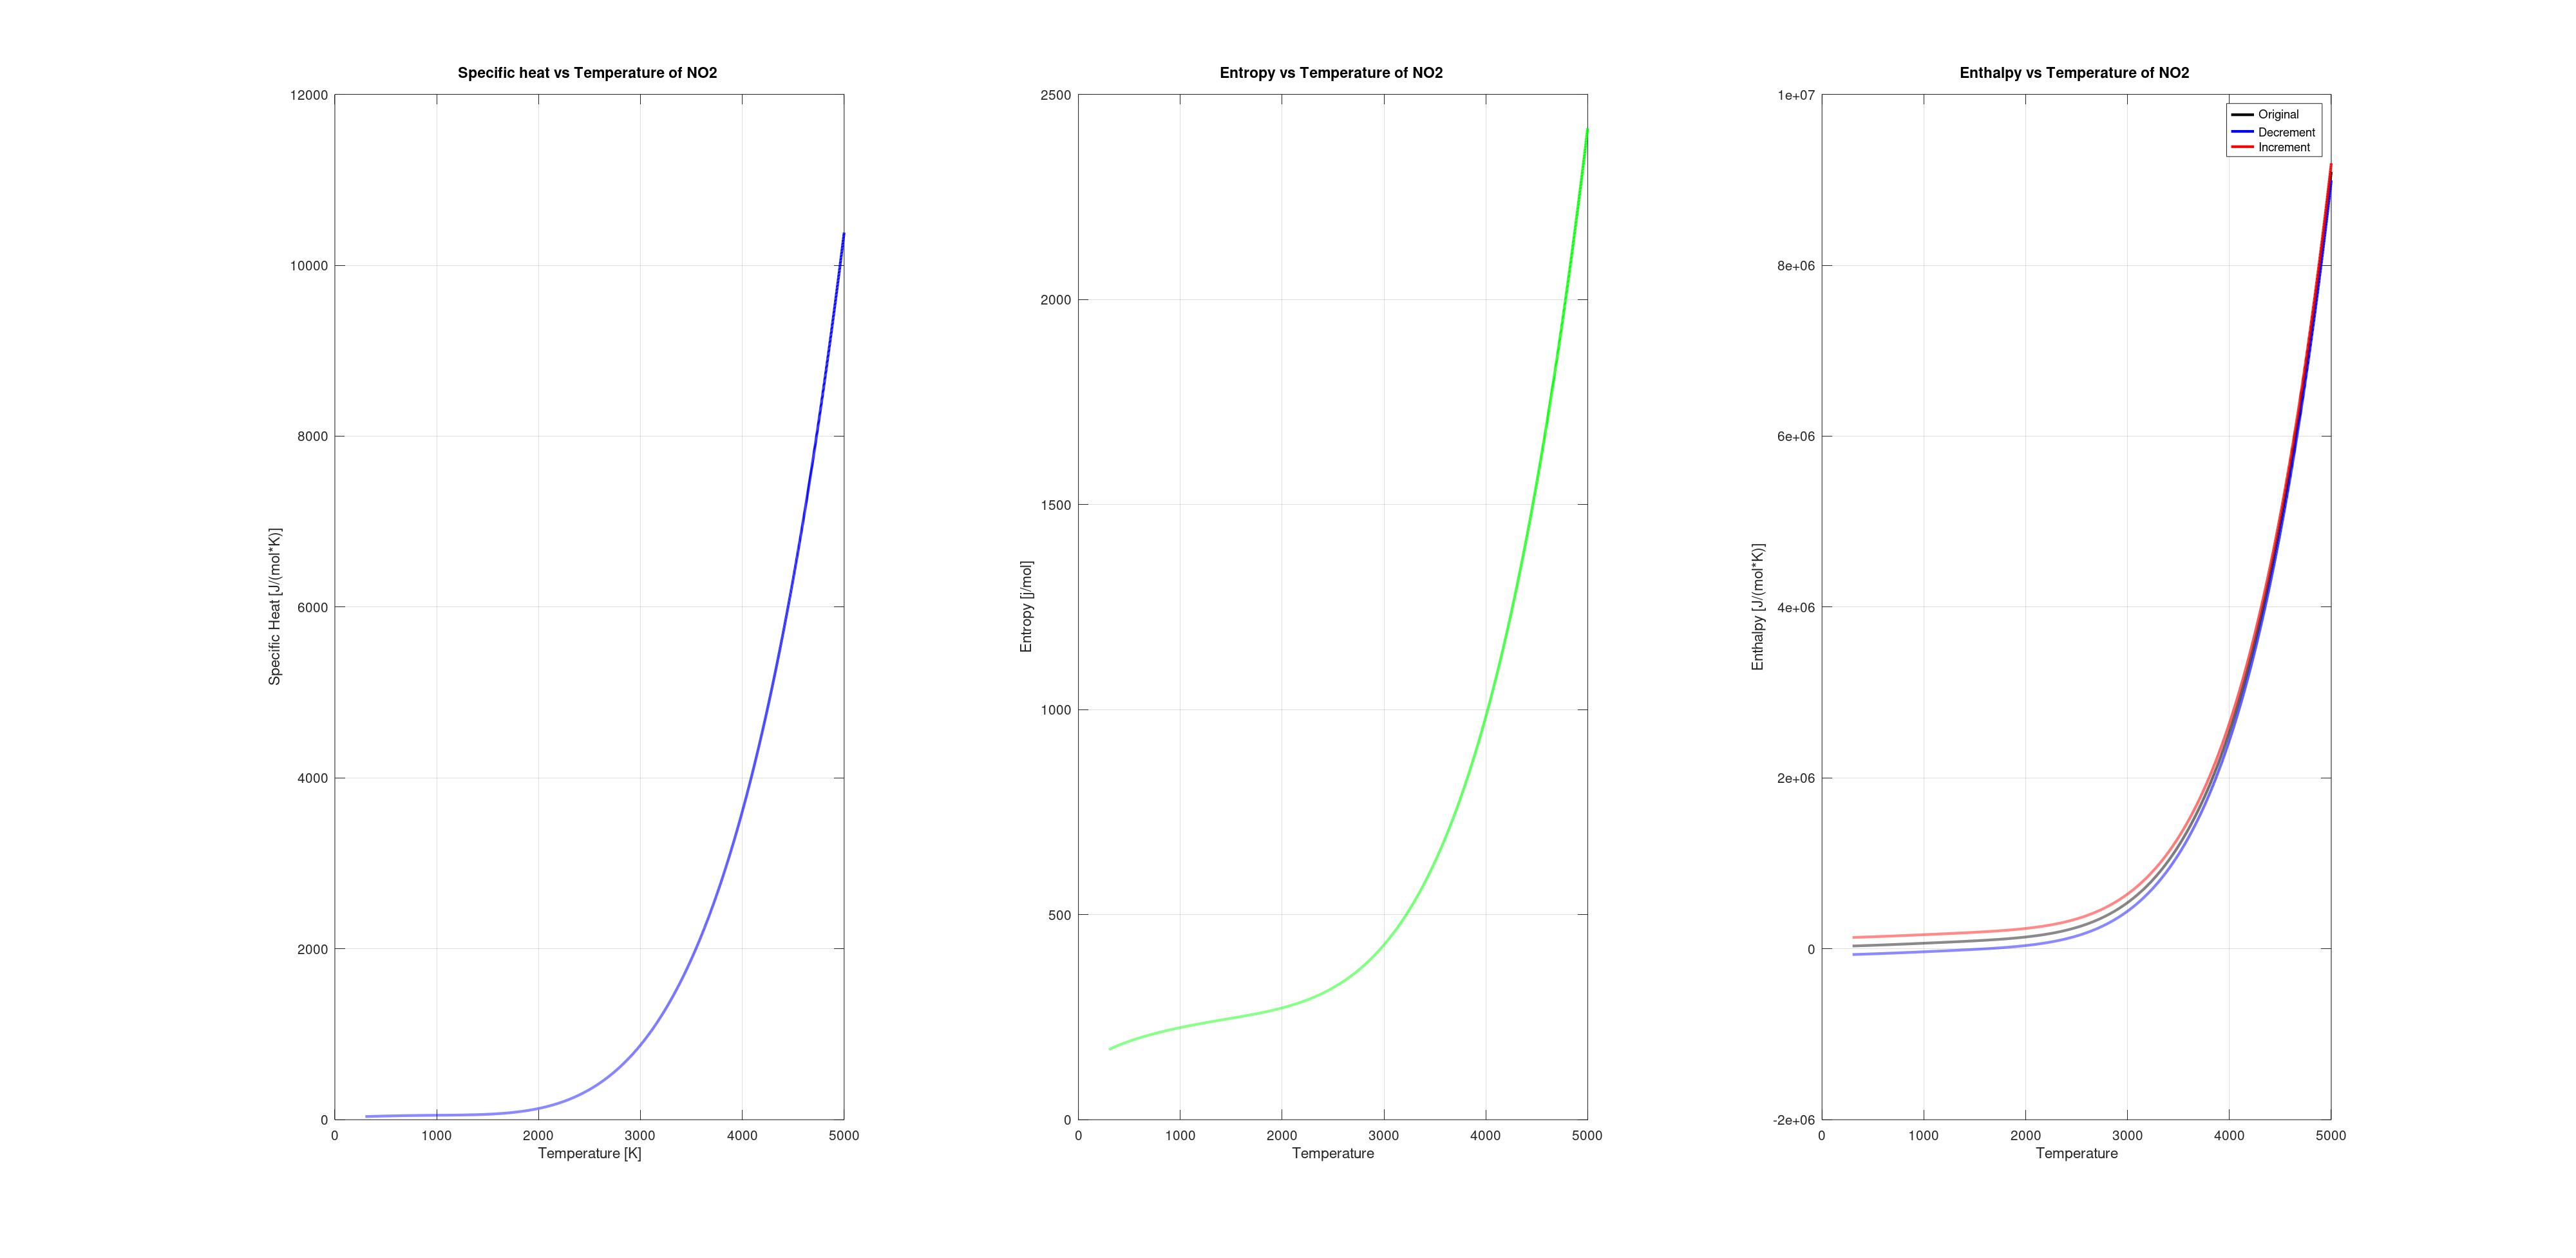 Specific heat vs Temperature of NO2
12000
10000
8000
6000
4000
2000
0
Specific Heat [J/(mol*K)]
0 1000 2000 3000 4000 5000
Temperature [K]
Entropy vs Temperature of NO2
2500
2000
1500
1000
500
0
Entropy [j/mol]
0 1000 2000 3000 4000 5000
Temperature
Enthalpy vs Temperature of NO2
1e+07
8e+06
6e+06
4e+06
2e+06
0
-2e+06
Enthalpy [J/(mol*K)]
Original
Decrement
Increment
0 1000 2000 3000 4000 5000
Temperature